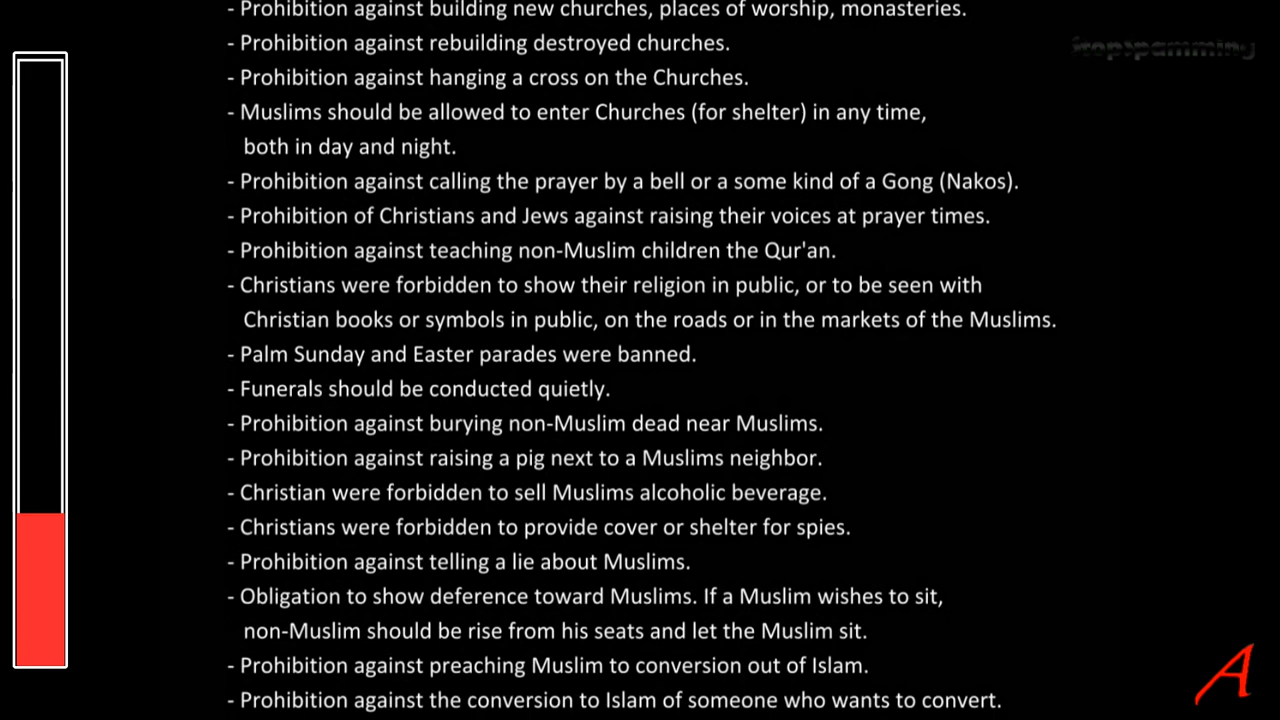 - Prohibition against building new churches, places of worship, monasteries.
- Prohibition against rebuilding destroyed churches.
- Prohibition against hanging a cross on the Churches.
- Muslims should be allowed to enter Churches (for shelter) in any time,
both in day and night.
- Prohibition against calling the prayer by a bell or a some kind of a Gong (Nakos).
- Prohibition of Christians and Jews against raising their voices at prayer times.
- Prohibition against teaching non-Muslim children the Qur'an.
- Christians were forbidden to show their religion in public, or to be seen with
Christian books or symbols in public, on the roads or in the markets of the Muslims.
- Palm Sunday and Easter parades were banned.
- Funerals should be conducted quietly.
- Prohibition against burying non-Muslim dead near Muslims.
- Prohibition against raising a pig next to a Muslims neighbor.
- Christian were forbidden to sell Muslims alcoholic beverage.
- Christians were forbidden to provide cover or shelter for spies.
- Prohibition against telling a lie about Muslims.
- Obligation to show deference toward Muslims. If a Muslim wishes to sit,
non-Muslim should be rise from his seats and let the Muslim sit.
- Prohibition against preaching Muslim to conversion out of Islam.
- Prohibition against the conversion to Islam of someone who wants to convert.
A